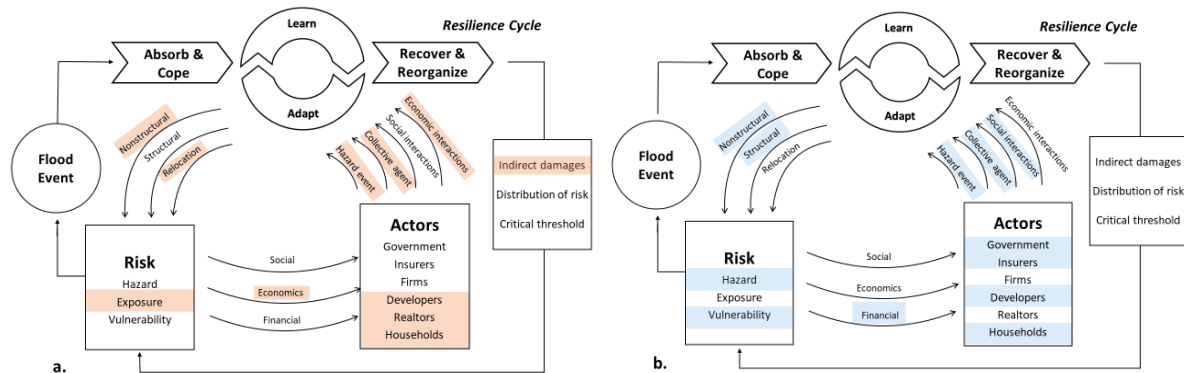 Resilience Cycle
Learn
Absorb &
Cope
Recover &
Reorganize
Adapt
Flood
Event
Nonstructural
Structural
Relocation
Hazard event
Collective agent
Social interactions
Economic interactions
Indirect damages
Distribution of risk
Critical threshold
Risk
Hazard
Exposure
Vulnerability
Social
Economics
Financial
Actors
Government
Insurers
Firms
Developers
Realtors
Households
a.
Resilience Cycle
Learn
Absorb &
Cope
Recover &
Reorganize
Adapt
Flood
Event
Nonstructural
Structural
Relocation
Hazard event
Collective agent
Social interactions
Economic interactions
Indirect damages
Distribution of risk
Critical threshold
Risk
Hazard
Exposure
Vulnerability
Social
Economics
Financial
Actors
Government
Insurers
Firms
Developers
Realtors
Households
b.